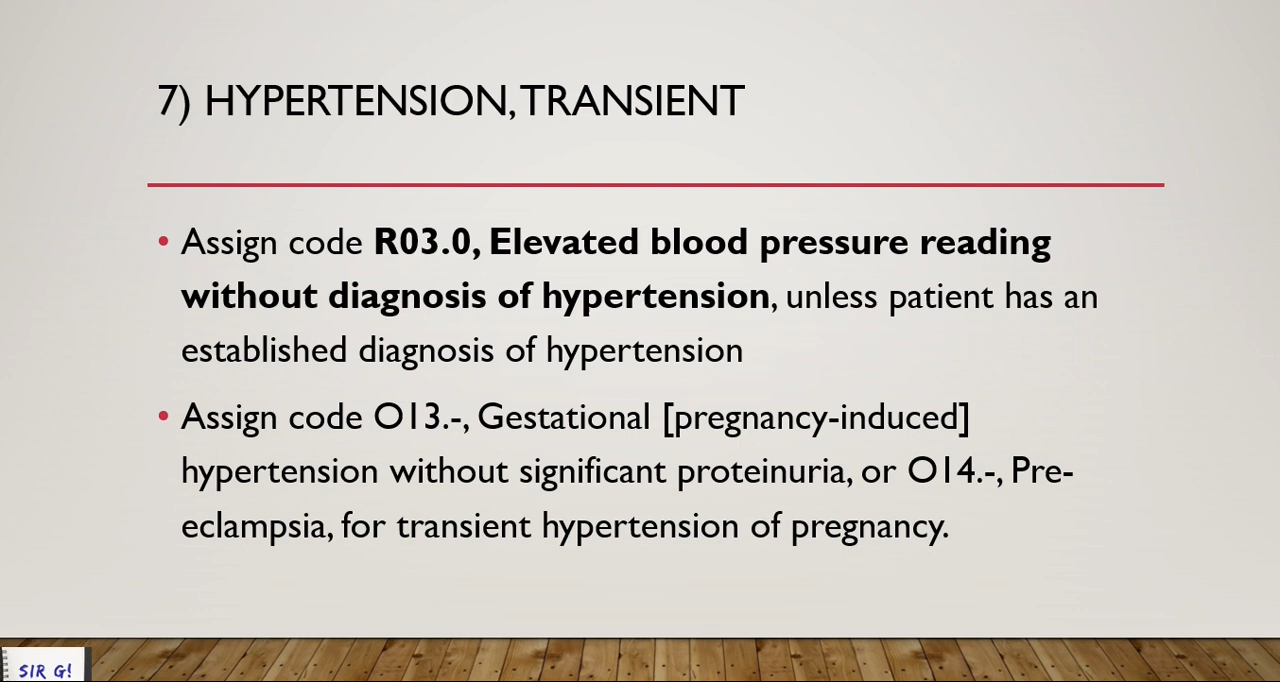 7) HYPERTENSION, TRANSIENT
• Assign code R03.0, Elevated blood pressure reading
without diagnosis of hypertension, unless patient has an
established diagnosis of hypertension
• Assign code O13.-, Gestational [pregnancy-induced]
hypertension without significant proteinuria, or O14.-, Pre-
eclampsia, for transient hypertension of pregnancy.
SIR G!